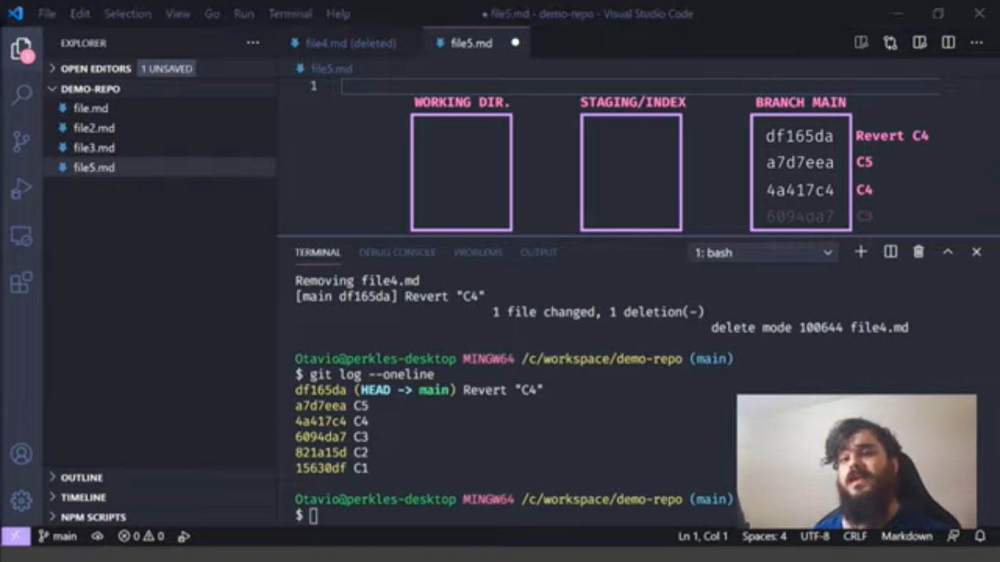 File Edit Selection View Go Run Terminal Help
● file5.md - demo-repo - Visual Studio Code
EXPLORER
1
OPEN EDITORS 1 UNSAVED
DEMO-REPO
file.md
file2.md
file3.md
file5.md
OUTLINE
TIMELINE
NPM SCRIPTS
file4.md (deleted) file5.md
file5.md
1
WORKING DIR. STAGING/INDEX BRANCH MAIN
df165da Revert C4
a7d7eea C5
4a417c4 C4
6094da7 C3
TERMINAL DEBUG CONSOLE PROBLEMS OUTPUT 1: bash
Removing file4.md
[main df165da] Revert "C4"
1 file changed, 1 deletion(-)
delete mode 100644 file4.md
Otavio@perkles-desktop MINGW64 /c/workspace/demo-repo (main)
$ git log --oneline
df165da (HEAD -> main) Revert "C4"
a7d7eea C5
4a417c4 C4
6094da7 C3
821a15d C2
15630df C1
Otavio@perkles-desktop MINGW64 /c/workspace/demo-repo (main)
$
main 0 0 Ln 1, Col 1 Spaces: 4 UTF-8 CRLF Markdown